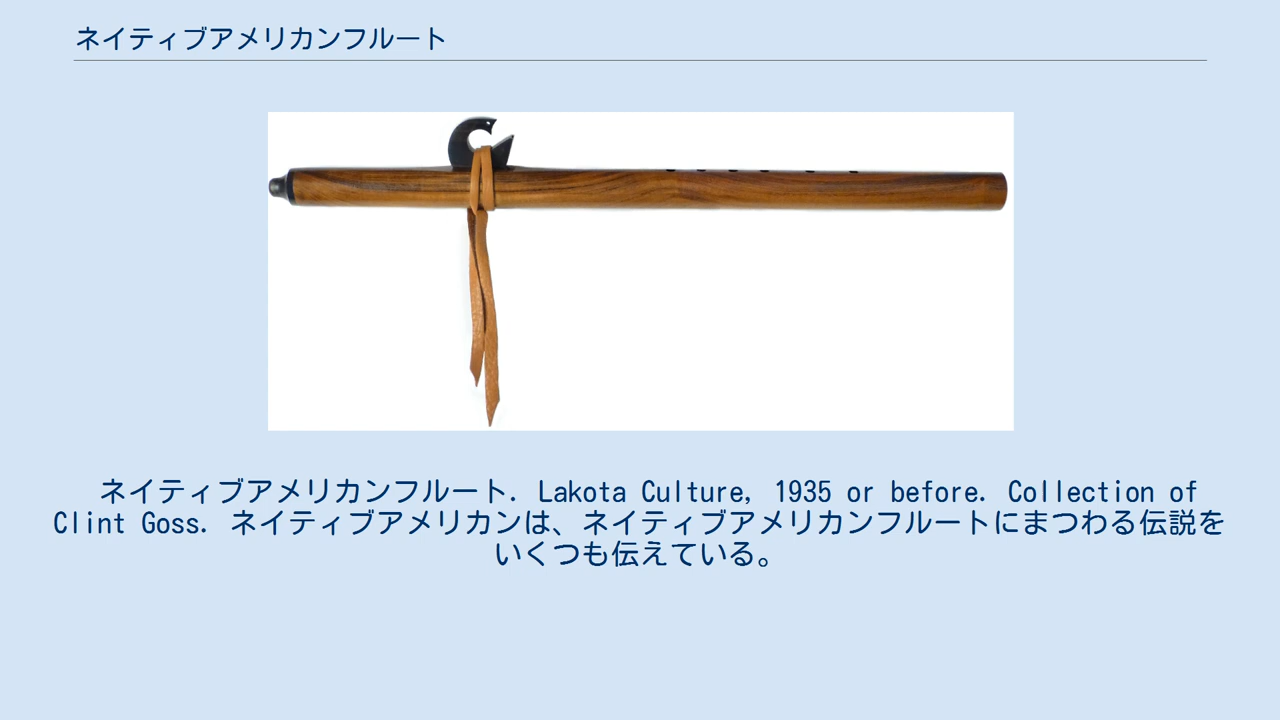 ネイティブアメリカンフルート
ネイティブアメリカンフルート. Lakota Culture, 1935 or before. Collection of
Clint Goss. ネイティブアメリカンは、ネイティブアメリカンフルートにまつわる伝説を
いくつも伝えている。